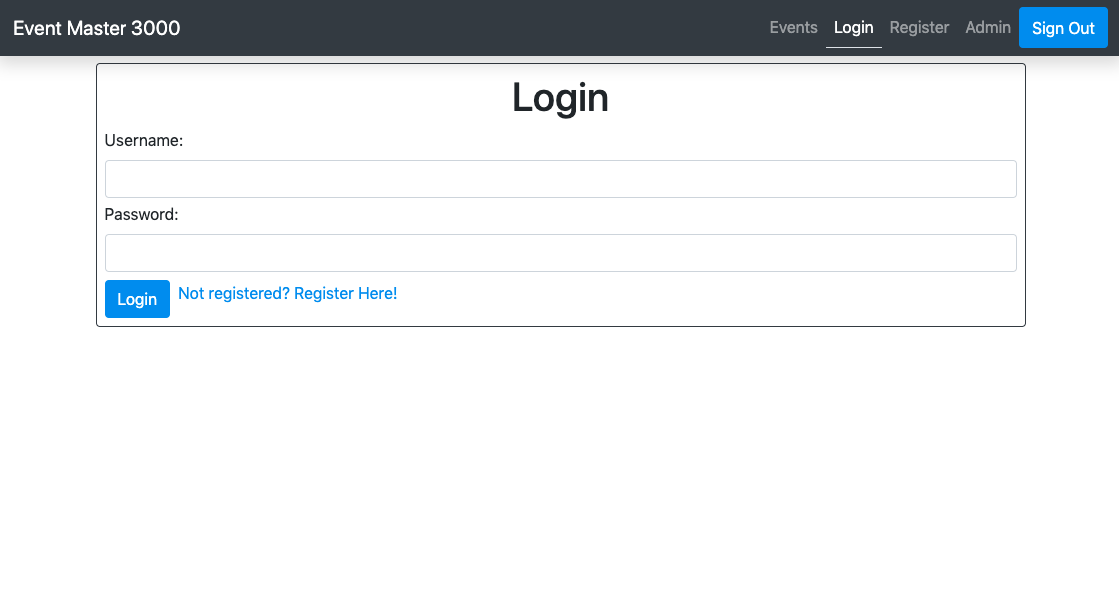 Event Master 3000 Events Login Register Admin Sign Out
Login
Username:
Password:
Login Not registered? Register Here!